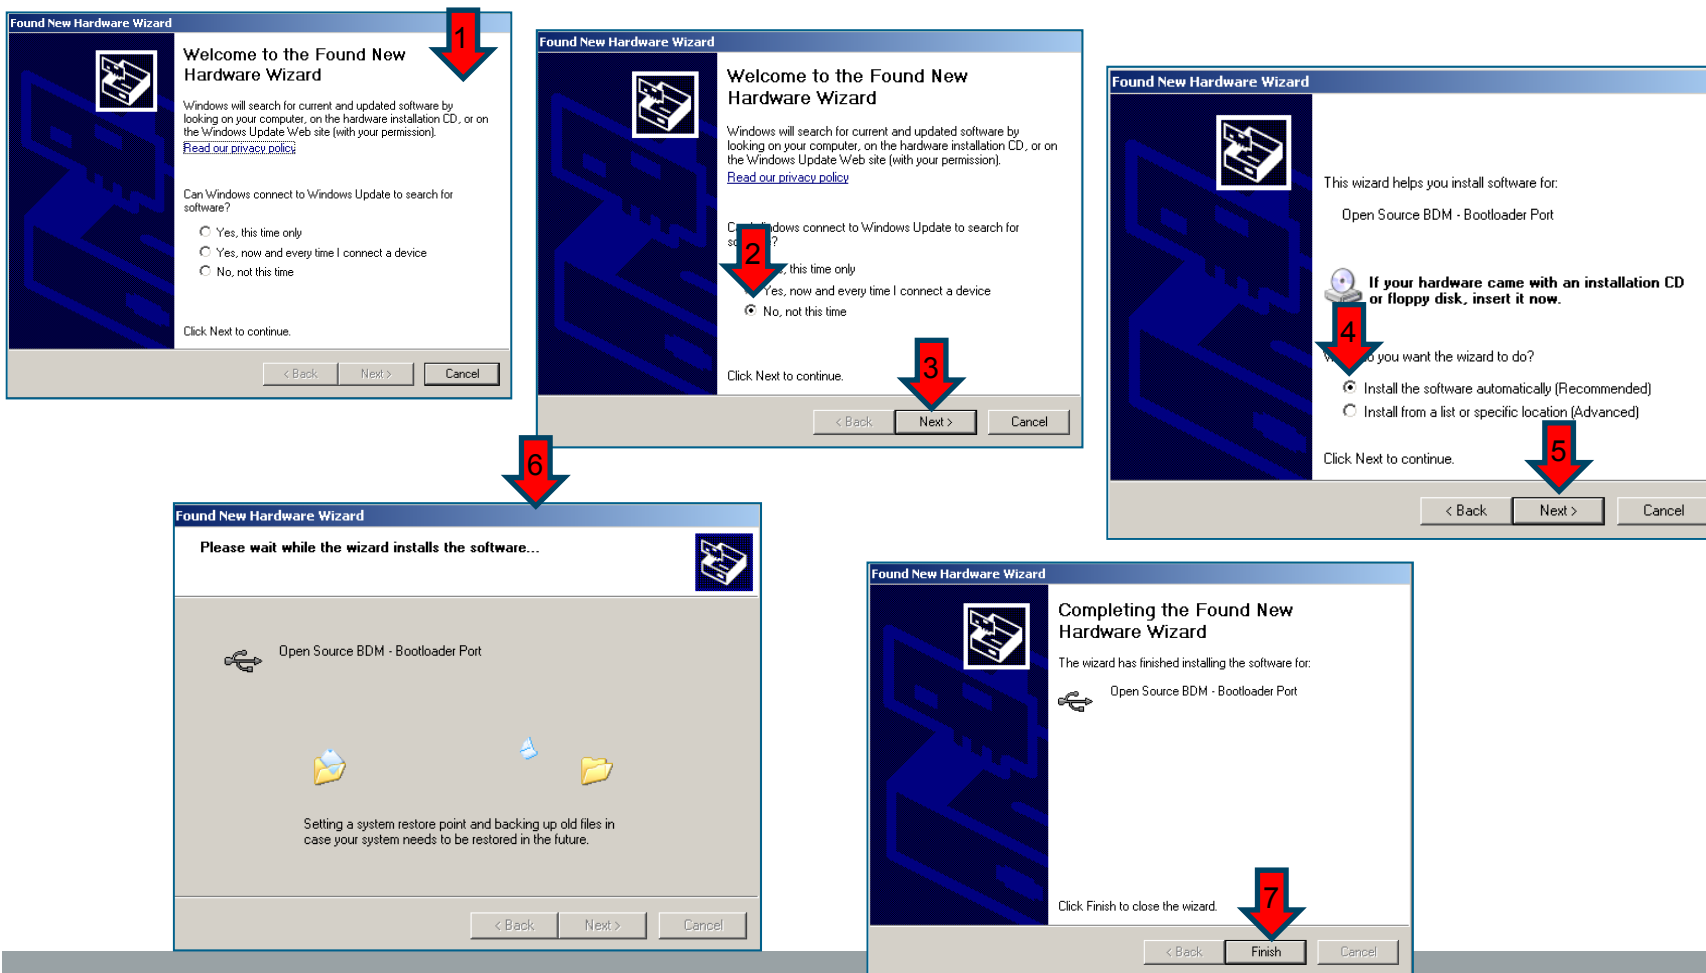 Found New Hardware Wizard
1
Welcome to the Found New
Hardware Wizard
Windows will search for current and updated software by
looking on your computer, on the hardware installation CD, or on
the Windows Update Web site (with your permission).
Read our privacy policy
Can Windows connect to Windows Update to search for
software?
Yes, this time only
Yes, now and every time I connect a device
No, not this time
Click Next to continue.
< Back
Next >
Cancel
Found New Hardware Wizard
Welcome to the Found New
Hardware Wizard
Windows will search for current and updated software by
looking on your computer, on the hardware installation CD, or on
the Windows Update Web site (with your permission).
Read our privacy policy
connect to Windows Update to search for
2
this time only
Yes, now and every time I connect a device
No, not this time
3
Click Next to continue.
< Back
Next >
Cancel
Found New Hardware Wizard
This wizard helps you install software for:
Open Source BDM - Bootloader Port
If your hardware came with an installation CD
or floppy disk, insert it now.
4
you want the wizard to do?
Install the software automatically (Recommended)
Install from a list or specific location (Advanced)
5
Click Next to continue.
< Back
Next >
Cancel
6
Found New Hardware Wizard
Please wait while the wizard installs the software...
Open Source BDM - Bootloader Port
Setting a system restore point and backing up old files in
case your system needs to be restored in the future.
< Back
Next >
Cancel
Found New Hardware Wizard
Completing the Found New
Hardware Wizard
The wizard has finished installing the software for:
Open Source BDM - Bootloader Port
7
Click Finish to close the wizard.
< Back
Finish
Cancel